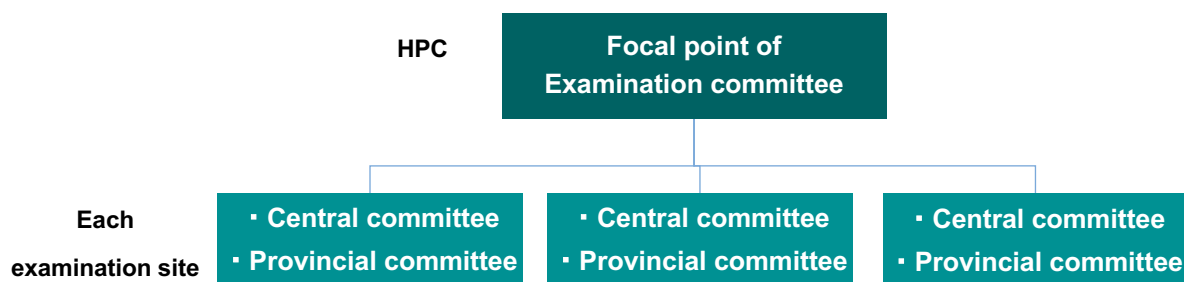 HPC
Focal point of
Examination committee
Each
examination site
・Central committee
・Provincial committee
・Central committee
・Provincial committee
・Central committee
・Provincial committee